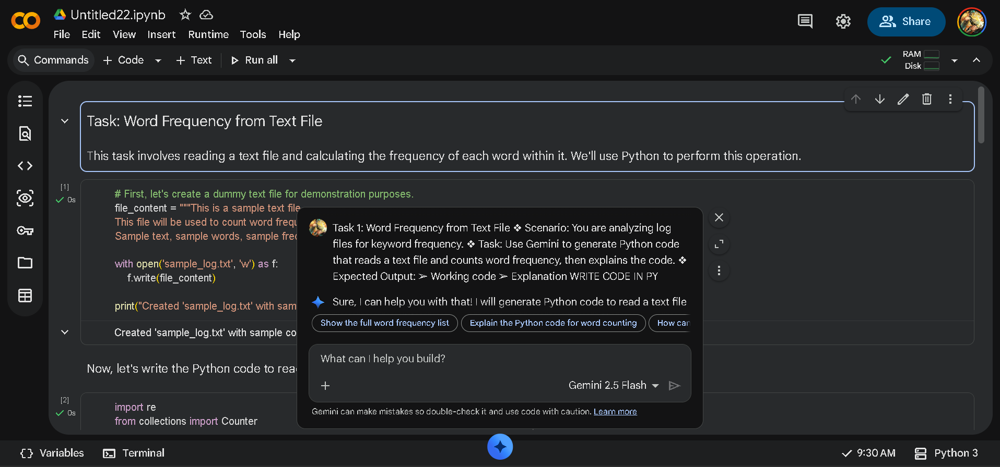 CO
Untitled22.ipynb
File Edit View Insert Runtime Tools Help
Share
Commands + Code + Text Run all
RAM
Disk
Task: Word Frequency from Text File
This task involves reading a text file and calculating the frequency of each word within it. We'll use Python to perform this operation.
[1]
0s
# First, let's create a dummy text file for demonstration purposes.
file_content = """This is a sample text file
This file will be used to count word frequ
Sample text, sample words, sample fre
with open('sample_log.txt', 'w') as f:
f.write(file_content)
print("Created 'sample_log.txt' with sam
Created 'sample_log.txt' with sample co
Now, let's write the Python code to rea
[2]
0s
import re
from collections import Counter
Task 1: Word Frequency from Text File ❖ Scenario: You are analyzing log
files for keyword frequency. ❖ Task: Use Gemini to generate Python code
that reads a text file and counts word frequency, then explains the code. ❖
Expected Output: ➢ Working code ➢ Explanation WRITE CODE IN PY
Sure, I can help you with that! I will generate Python code to read a text file
Show the full word frequency list Explain the Python code for word counting How can
What can I help you build?
+ Gemini 2.5 Flash
Gemini can make mistakes so double-check it and use code with caution. Learn more
Variables Terminal 9:30 AM Python 3